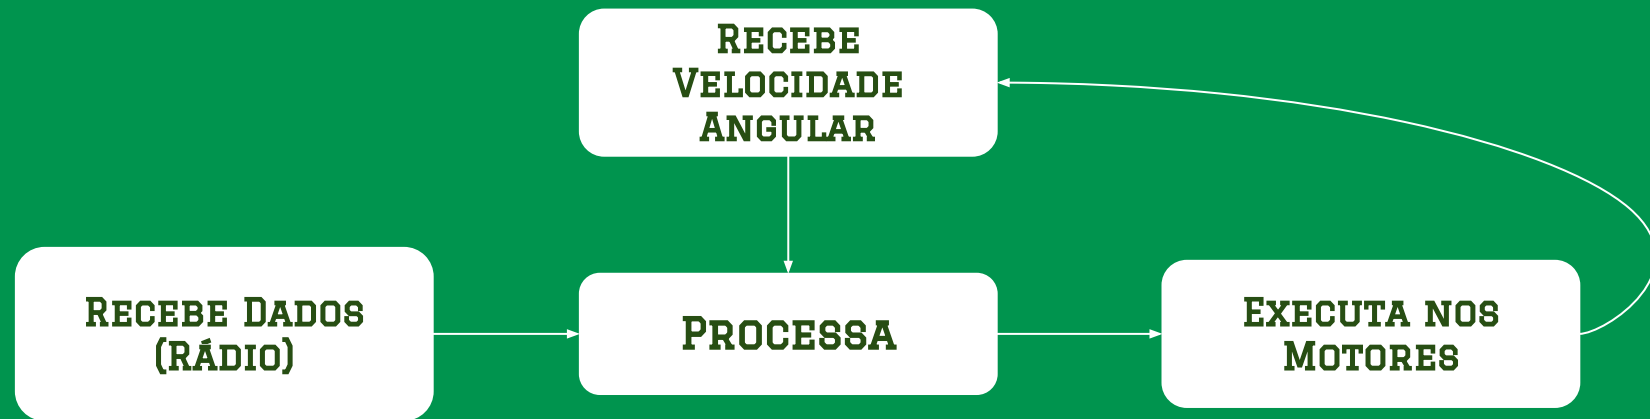 Recebe
Velocidade
Angular
Recebe Dados
(Rádio)
Processa
Executa nos
Motores